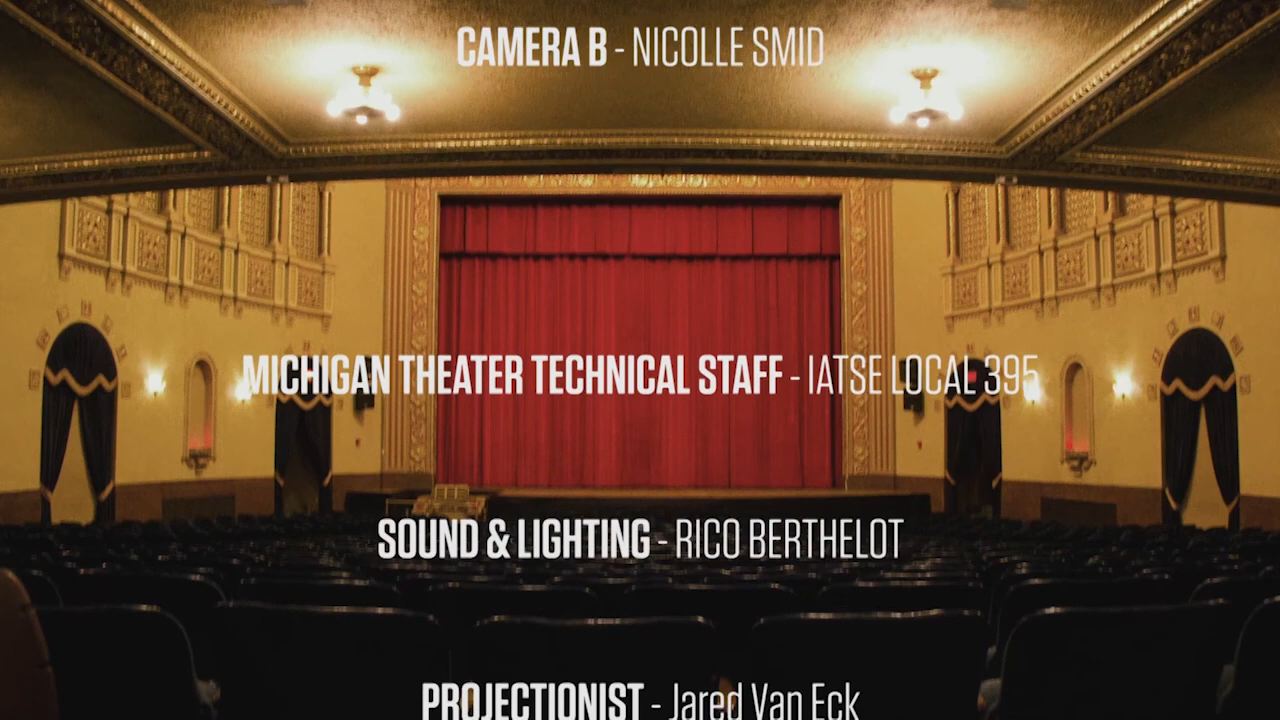 CAMERA B - NICOLLE SMID
MICHIGAN THEATER TECHNICAL STAFF - IATSE LOCAL 395
SOUND & LIGHTING - RICO BERTHELOT
PROJECTIONIST - Jared Van Eck